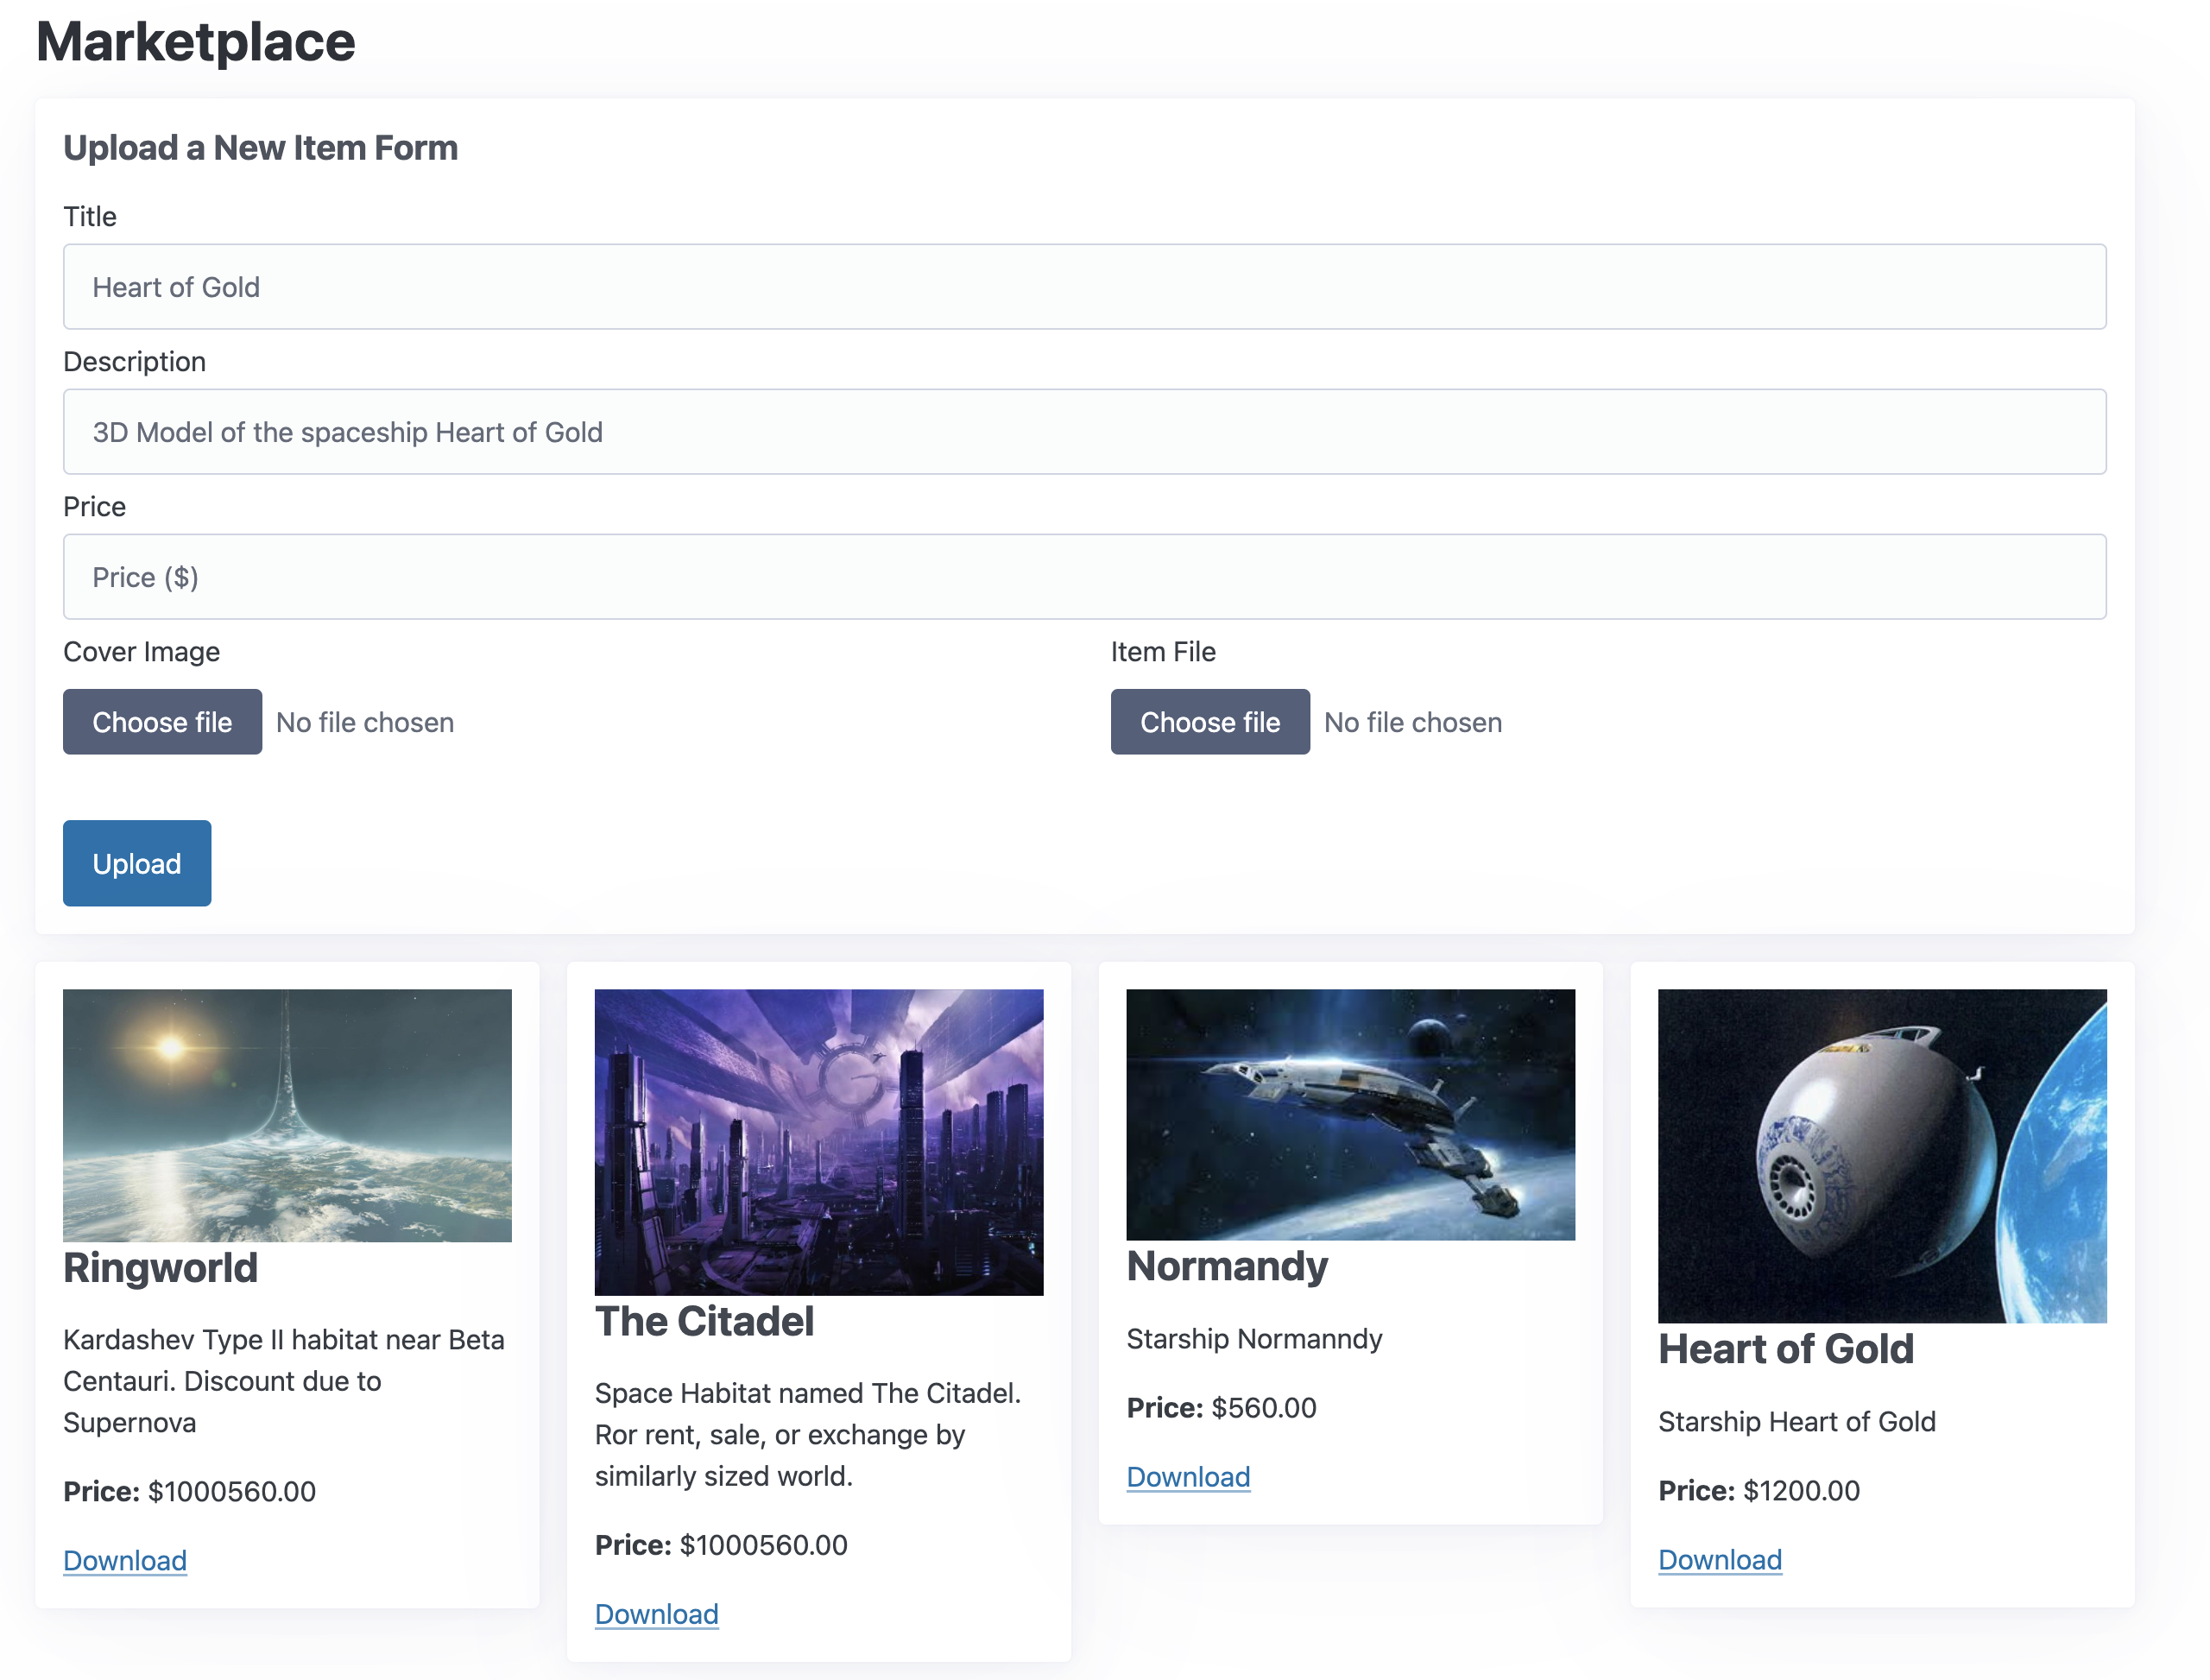 Marketplace
Upload a New Item Form
Title
Heart of Gold
Description
3D Model of the spaceship Heart of Gold
Price
Price ($)
Cover Image
Choose file No file chosen
Item File
Choose file No file chosen
Upload
Ringworld
Kardashev Type II habitat near Beta
Centauri. Discount due to
Supernova
Price: $1000560.00
Download
The Citadel
Space Habitat named The Citadel.
Ror rent, sale, or exchange by
similarly sized world.
Price: $1000560.00
Download
Normandy
Starship Normanndy
Price: $560.00
Download
Heart of Gold
Starship Heart of Gold
Price: $1200.00
Download